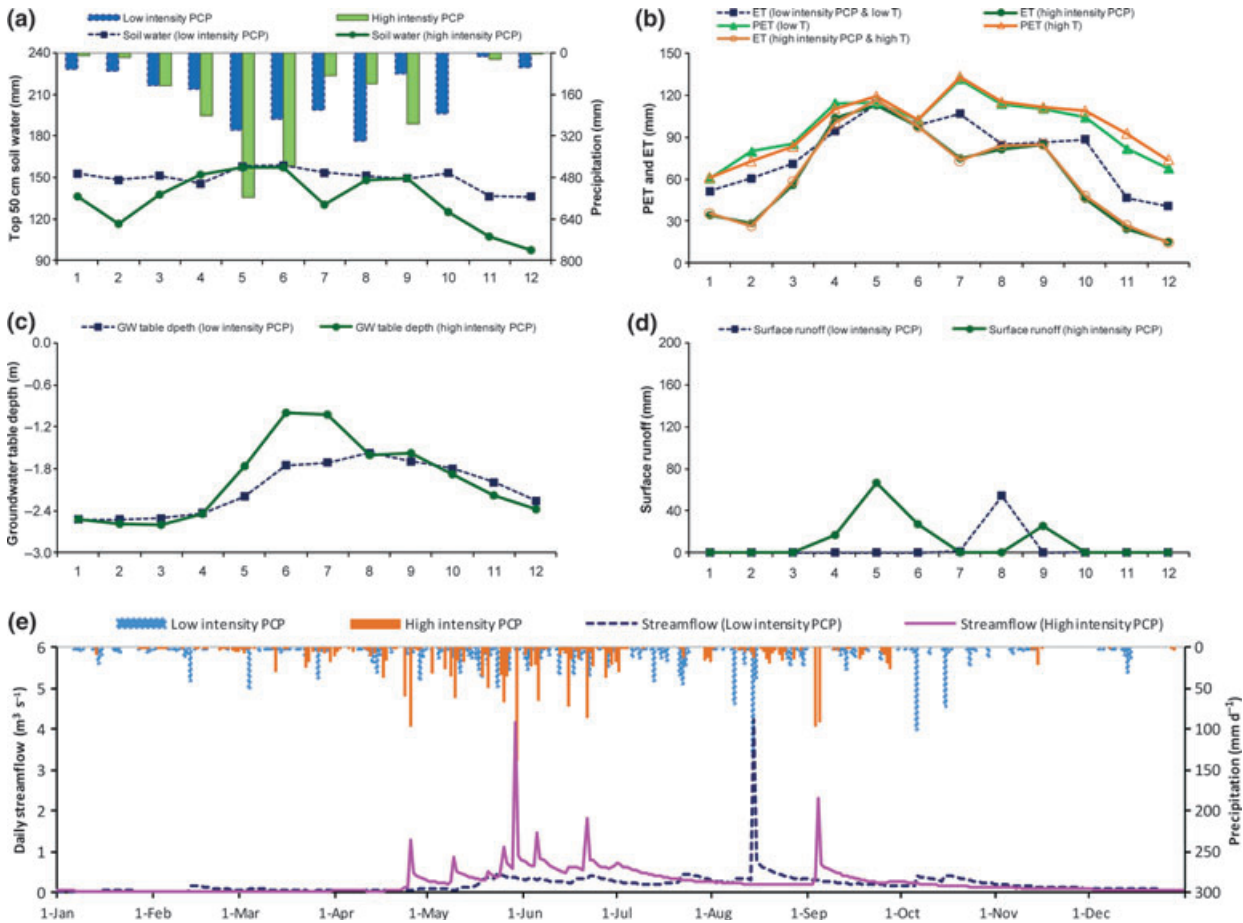 (a)
Low intensity PCP
High intenstiy PCP
Soil water (low intensity PCP)
Soil water (high intensity PCP)
Top 50 cm soil water (mm)
240
210
180
150
120
90
Precipitation (mm)
0
160
320
480
640
800
1 2 3 4 5 6 7 8 9 10 11 12
(b)
ET (low intensity PCP & low T)
ET (high intensity PCP)
PET (low T)
PET (high T)
ET (high intensity PCP & high T)
PET and ET (mm)
150
120
90
60
30
0
1 2 3 4 5 6 7 8 9 10 11 12
(c)
GW table dpeth (low intensity PCP)
GW table depth (high intensity PCP)
Groundwater table depth (m)
0.0
−0.6
−1.2
−1.8
−2.4
−3.0
1 2 3 4 5 6 7 8 9 10 11 12
(d)
Surface runoff (low intensity PCP)
Surface runoff (high intensity PCP)
Surface runoff (mm)
200
160
120
80
40
0
1 2 3 4 5 6 7 8 9 10 11 12
(e)
Low intensity PCP
High intensity PCP
Streamflow (Low intensity PCP)
Streamflow (High intensity PCP)
Daily streamflow (m³ s⁻¹)
6
5
4
3
2
1
0
Precipitation (mm d⁻¹)
0
50
100
150
200
250
300
1-Jan 1-Feb 1-Mar 1-Apr 1-May 1-Jun 1-Jul 1-Aug 1-Sep 1-Oct 1-Nov 1-Dec